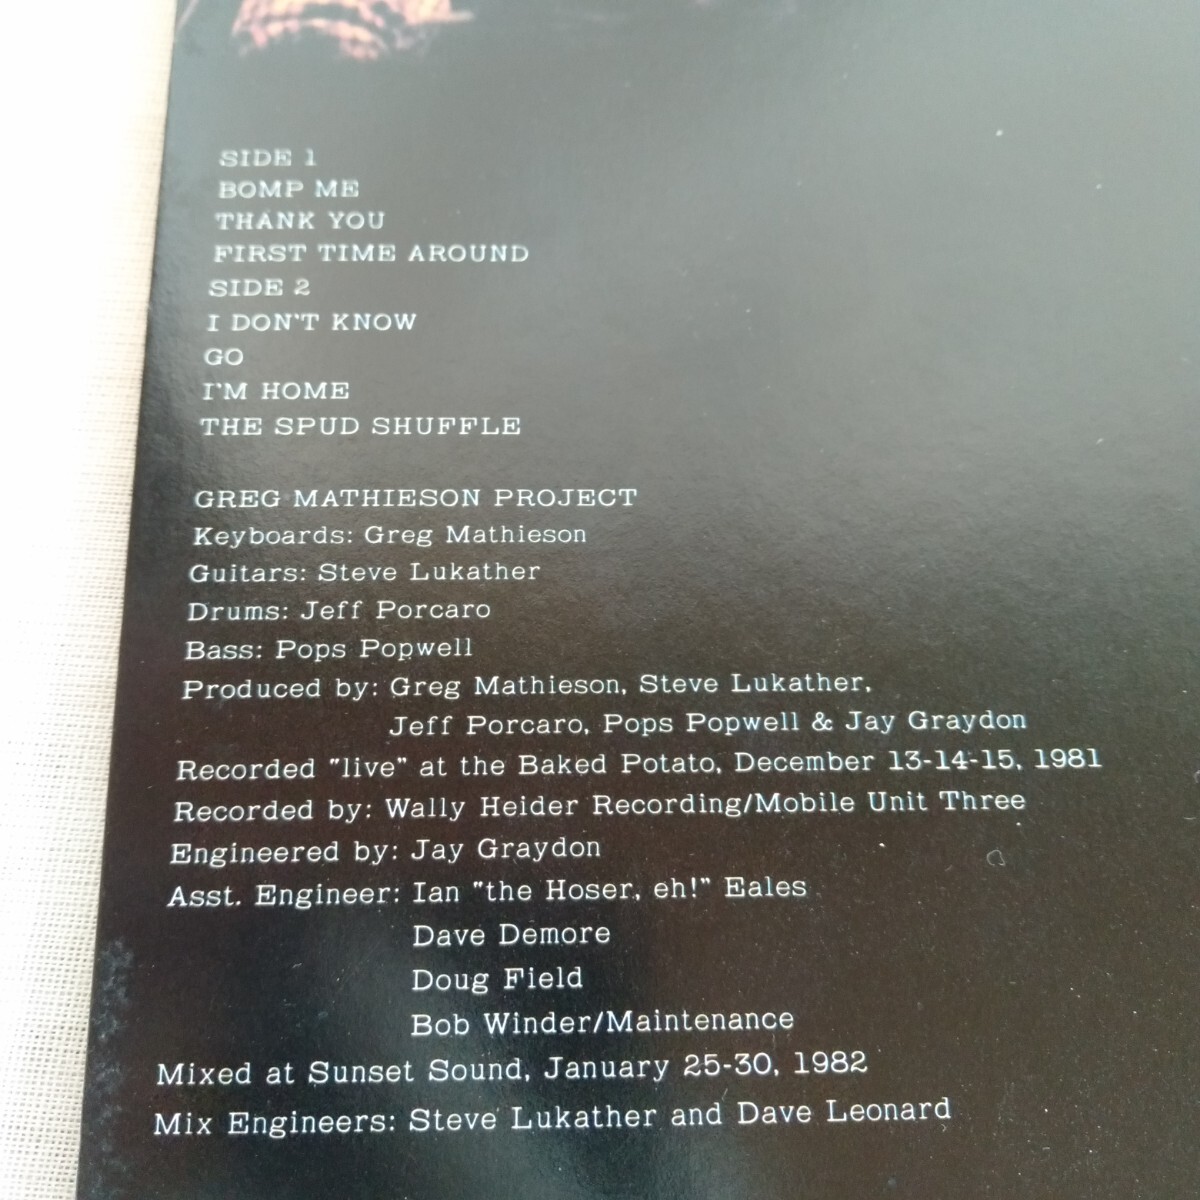 SIDE 1
BOMP ME
THANK YOU
FIRST TIME AROUND
SIDE 2
I DON'T KNOW
GO
I'M HOME
THE SPUD SHUFFLE
GREG MATHIESON PROJECT
Keyboards: Greg Mathieson
Guitars: Steve Lukather
Drums: Jeff Porcaro
Bass: Pops Popwell
Produced by: Greg Mathieson, Steve Lukather,
Jeff Porcaro, Pops Popwell & Jay Graydon
Recorded "live" at the Baked Potato, December 13-14-15, 1981
Recorded by: Wally Heider Recording/Mobile Unit Three
Engineered by: Jay Graydon
Asst. Engineer: Ian "the Hoser, eh!" Eales
Dave Demore
Doug Field
Bob Winder/Maintenance
Mixed at Sunset Sound, January 25-30, 1982
Mix Engineers: Steve Lukather and Dave Leonard